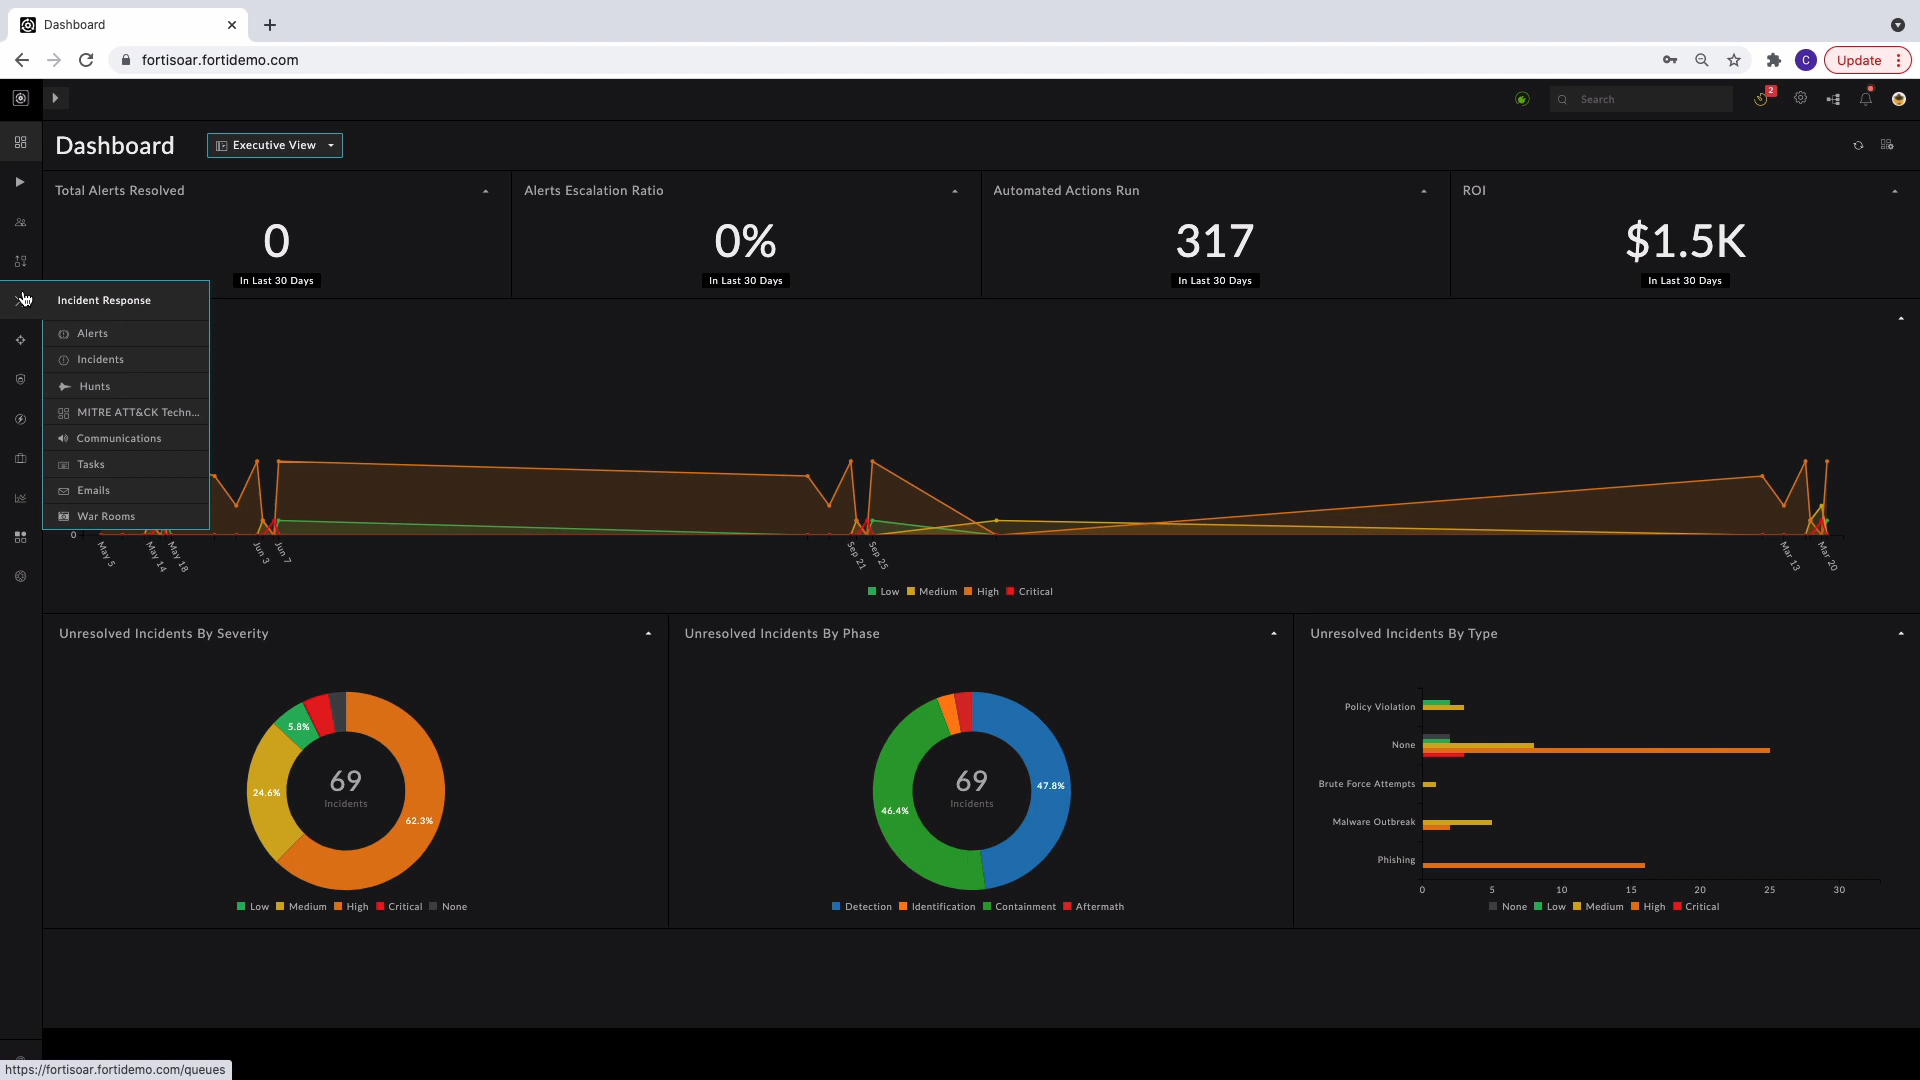 Dashboard
fortisoar.fortidemo.com
C
Update
Search
2
Dashboard
Executive View
Total Alerts Resolved
0
In Last 30 Days
Alerts Escalation Ratio
0%
In Last 30 Days
Automated Actions Run
317
In Last 30 Days
ROI
$1.5K
In Last 30 Days
Incident Response
Alerts
Incidents
Hunts
MITRE ATT&CK Techn...
Communications
Tasks
Emails
War Rooms
0
May 5
May 14
May 18
Jun 3
Jun 7
Sep 21
Sep 25
Mar 13
Mar 20
Low Medium High Critical
Unresolved Incidents By Severity
5.8%
24.6%
62.3%
69
Incidents
Low Medium High Critical None
Unresolved Incidents By Phase
47.8%
46.4%
69
Incidents
Detection Identification Containment Aftermath
Unresolved Incidents By Type
Policy Violation
None
Brute Force Attempts
Malware Outbreak
Phishing
0 5 10 15 20 25 30
None Low Medium High Critical
https://fortisoar.fortidemo.com/queues